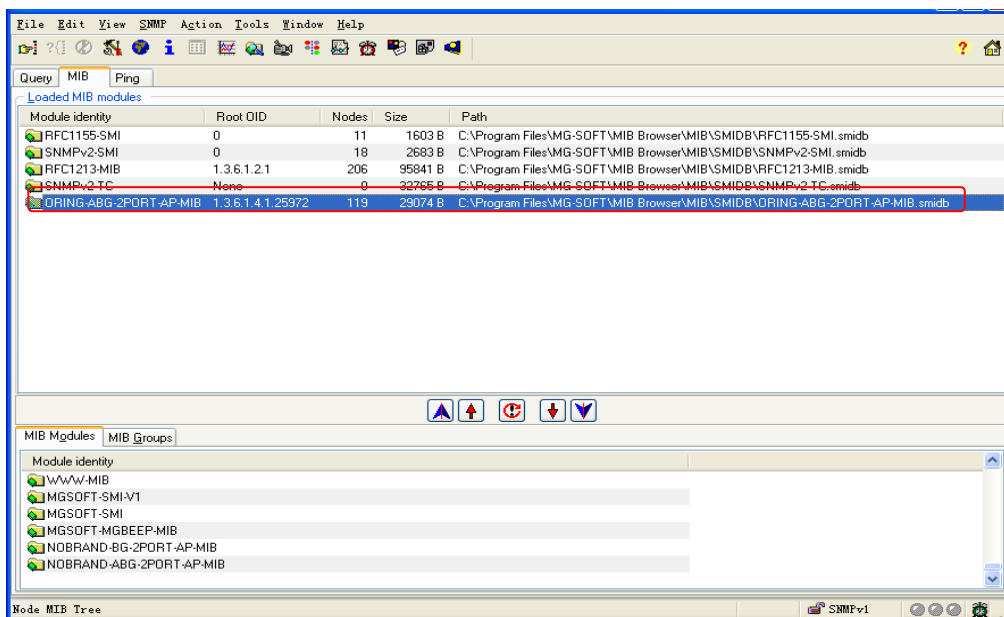 File Edit View SNMP Action Tools Window Help
Query MIB Ping
Loaded MIB modules
Module identity Root OID Nodes Size Path
RFC1155-SMI 0 11 1603 B C:\Program Files\MG-SOFT\MIB Browser\MIB\SMIDB\RFC1155-SMI.smidb
SNMPv2-SMI 0 18 2683 B C:\Program Files\MG-SOFT\MIB Browser\MIB\SMIDB\SNMPv2-SMI.smidb
RFC1213-MIB 1.3.6.1.2.1 206 95841 B C:\Program Files\MG-SOFT\MIB Browser\MIB\SMIDB\RFC1213-MIB.smidb
SNMPv2-TC None 0 32765 B C:\Program Files\MG-SOFT\MIB Browser\MIB\SMIDB\SNMPv2-TC.smidb
ORING-ABG-2PORT-AP-MIB 1.3.6.1.4.1.25972 119 29074 B C:\Program Files\MG-SOFT\MIB Browser\MIB\SMIDB\ORING-ABG-2PORT-AP-MIB.smidb
MIB Modules MIB Groups
Module identity
WWW-MIB
MGSOFT-SMI-V1
MGSOFT-SMI
MGSOFT-MGBEEP-MIB
NOBRAND-BG-2PORT-AP-MIB
NOBRAND-ABG-2PORT-AP-MIB
Node MIB Tree SNMPv1